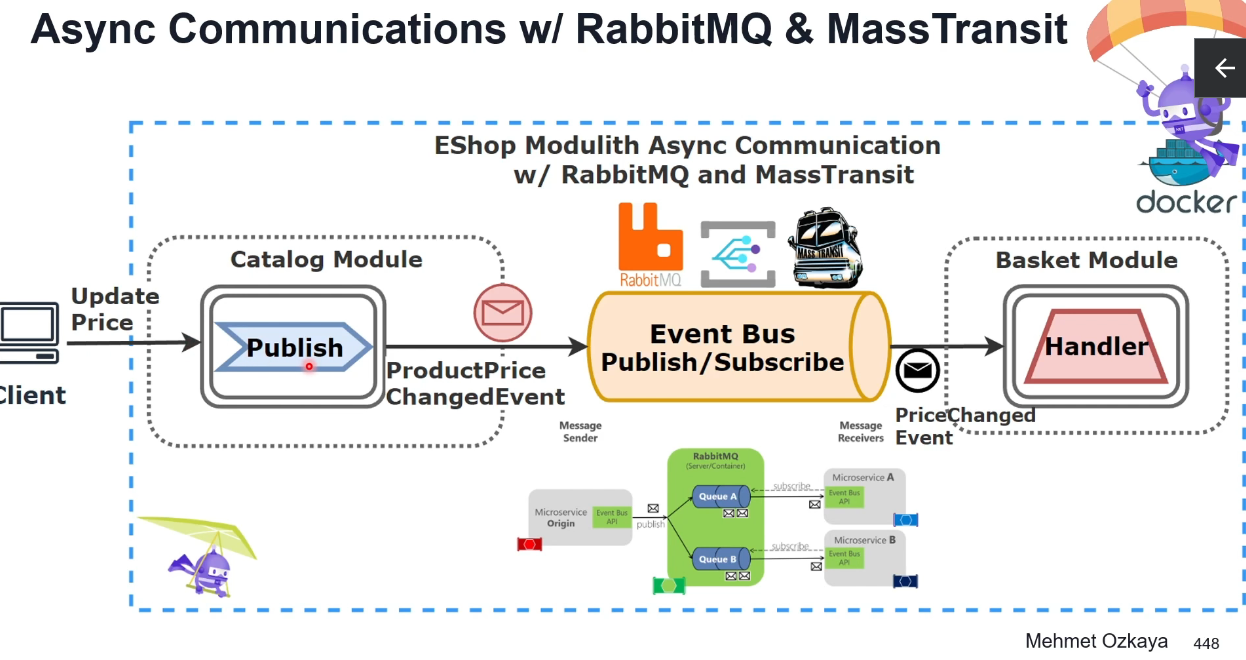 Async Communications w/ RabbitMQ & MassTransit
EShop Modulith Async Communication
w/ RabbitMQ and MassTransit
docker
RabbitMQ
MASS TRANSIT
Catalog Module
Basket Module
Update
Price
Publish
Client
ProductPrice
ChangedEvent
Event Bus
Publish/Subscribe
Handler
PriceChanged
Event
Message
Sender
Message
Receivers
RabbitMQ
(Server/Container)
Microservice
Origin
Event Bus
API
publish
Queue A
Queue B
subscribe
subscribe
Microservice A
Event Bus
API
Microservice B
Event Bus
API
Mehmet Ozkaya
448